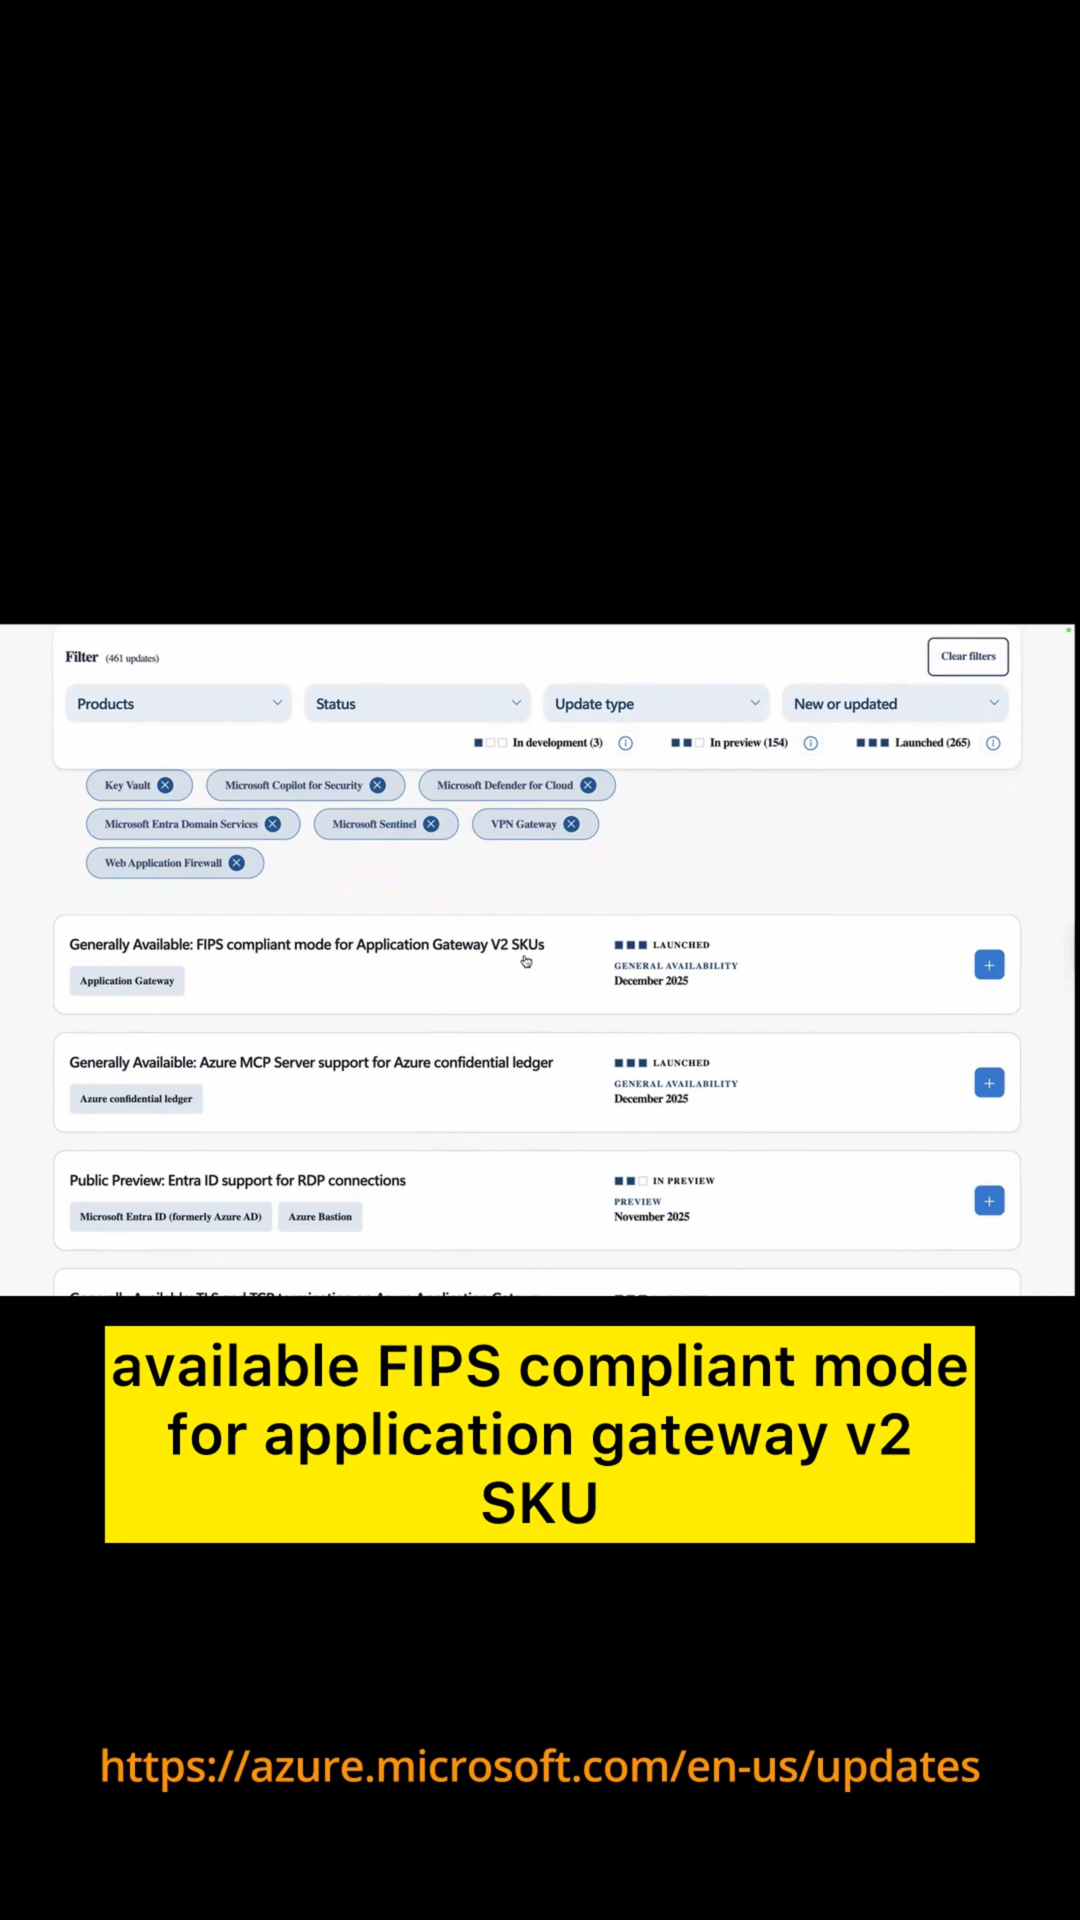 Filter (461 updates)
Clear filters
Products
Status
Update type
New or updated
In development (3)
In preview (154)
Launched (265)
Key Vault
Microsoft Copilot for Security
Microsoft Defender for Cloud
Microsoft Entra Domain Services
Microsoft Sentinel
VPN Gateway
Web Application Firewall
Generally Available: FIPS compliant mode for Application Gateway V2 SKUs
Application Gateway
LAUNCHED
GENERAL AVAILABILITY
December 2025
Generally Availaible: Azure MCP Server support for Azure confidential ledger
Azure confidential ledger
LAUNCHED
GENERAL AVAILABILITY
December 2025
Public Preview: Entra ID support for RDP connections
Microsoft Entra ID (formerly Azure AD)
Azure Bastion
IN PREVIEW
PREVIEW
November 2025
available FIPS compliant mode
for application gateway v2
SKU
https://azure.microsoft.com/en-us/updates